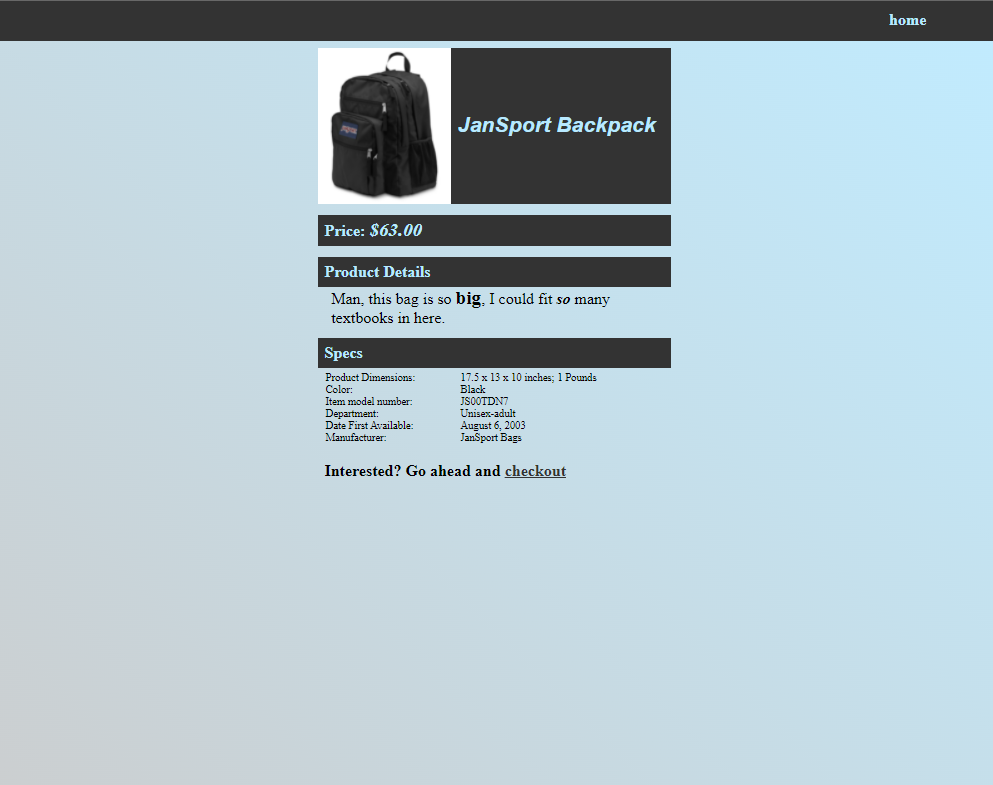 home
JanSport Backpack
Price: $63.00
Product Details
Man, this bag is so big, I could fit so many
textbooks in here.
Specs
Product Dimensions: 17.5 x 13 x 10 inches; 1 Pounds
Color: Black
Item model number: JS00TDN7
Department: Unisex-adult
Date First Available: August 6, 2003
Manufacturer: JanSport Bags
Interested? Go ahead and checkout